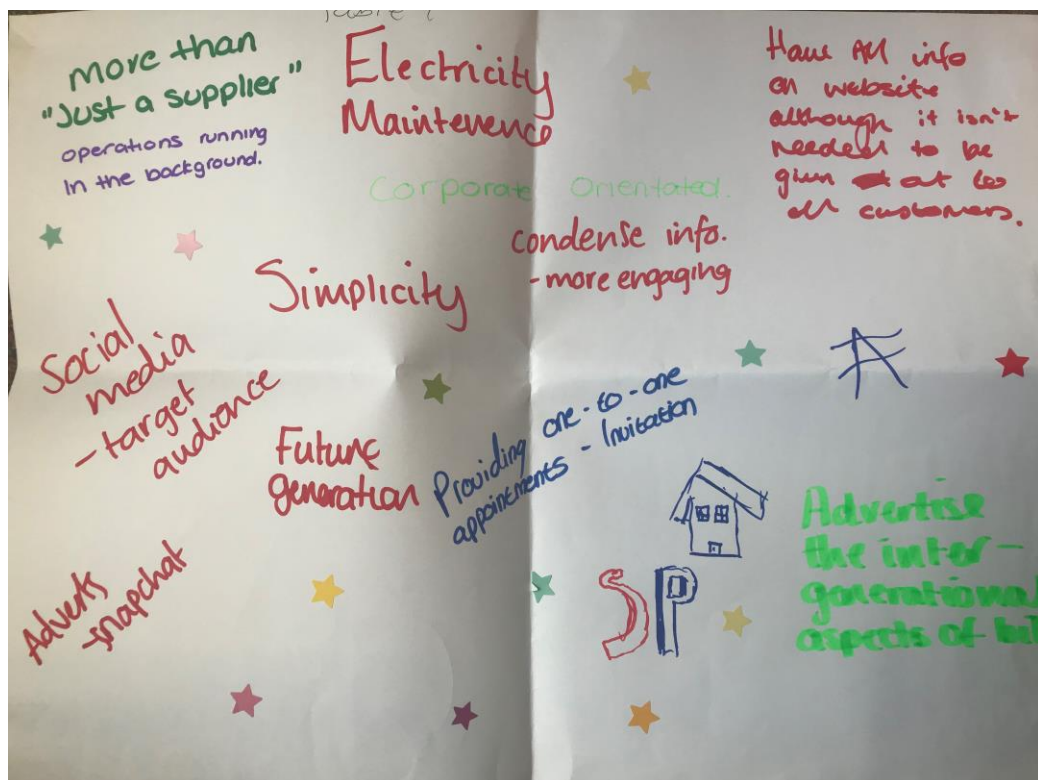 more than
"Just a supplier"
operations running
In the background.
Electricity
Maintenence
Corporate Orientated.
Have All info
on website
although it isn't
needed to be
given out to
all customers.
condense info.
- more engaging
Simplicity
Social
media
- target
audience
Future
generation
Providing one-to-one
appointments - Invitation
Adverts
- snapchat
SP
Advertise
the inter-
generational
aspects of